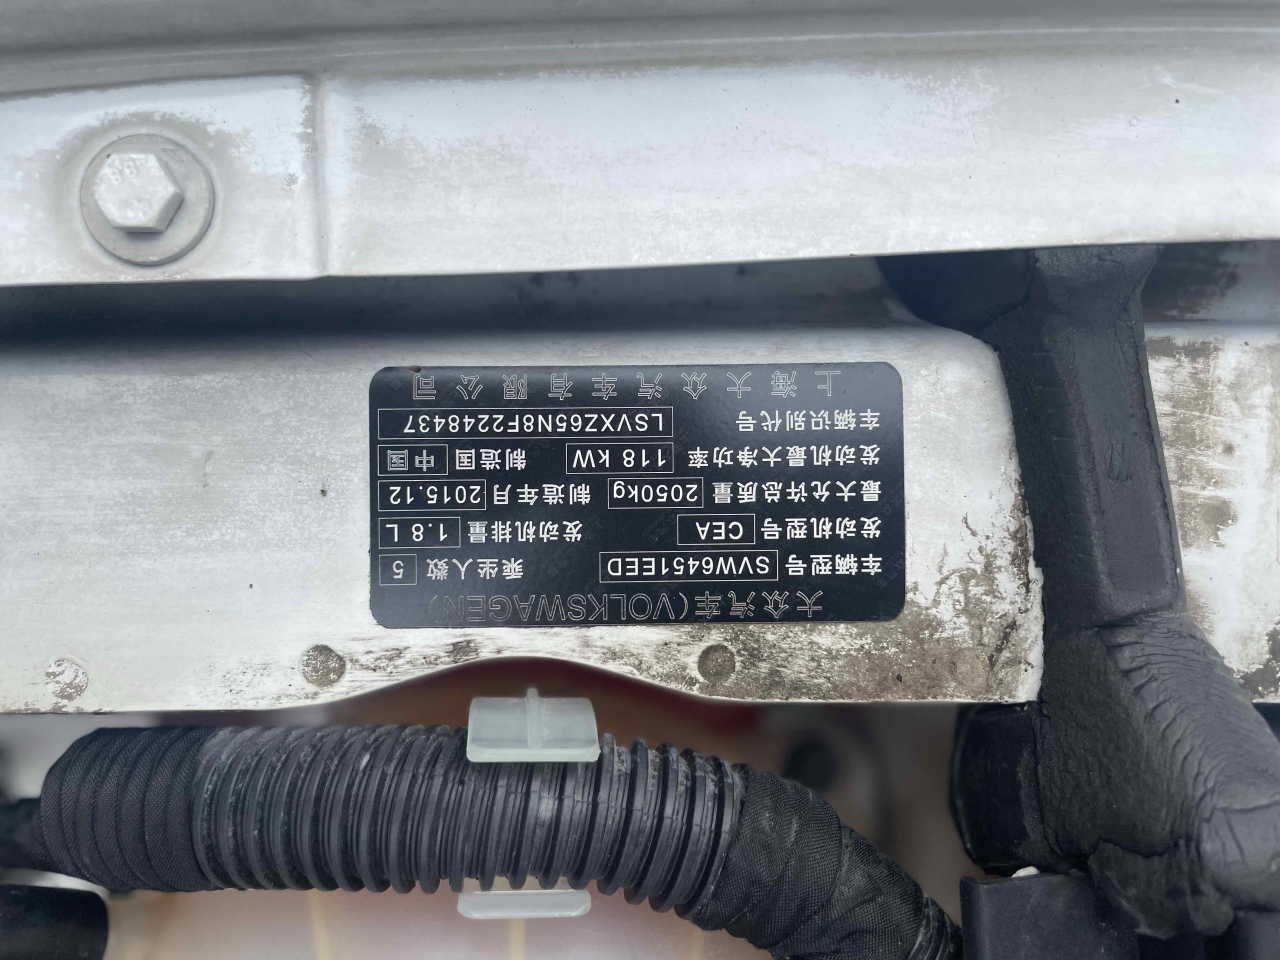 大众汽车(VOLKSWAGEN)
车辆型号 SVW6451EED 乘坐人数 5
发动机型号 CEA 发动机排量 1.8 L
最大允许总质量 2050kg 制造年月 2015.12
发动机最大净功率 118 kW 制造国 中国
车辆识别代号 LSVXZ65N8F2248437
上海大众汽车有限公司